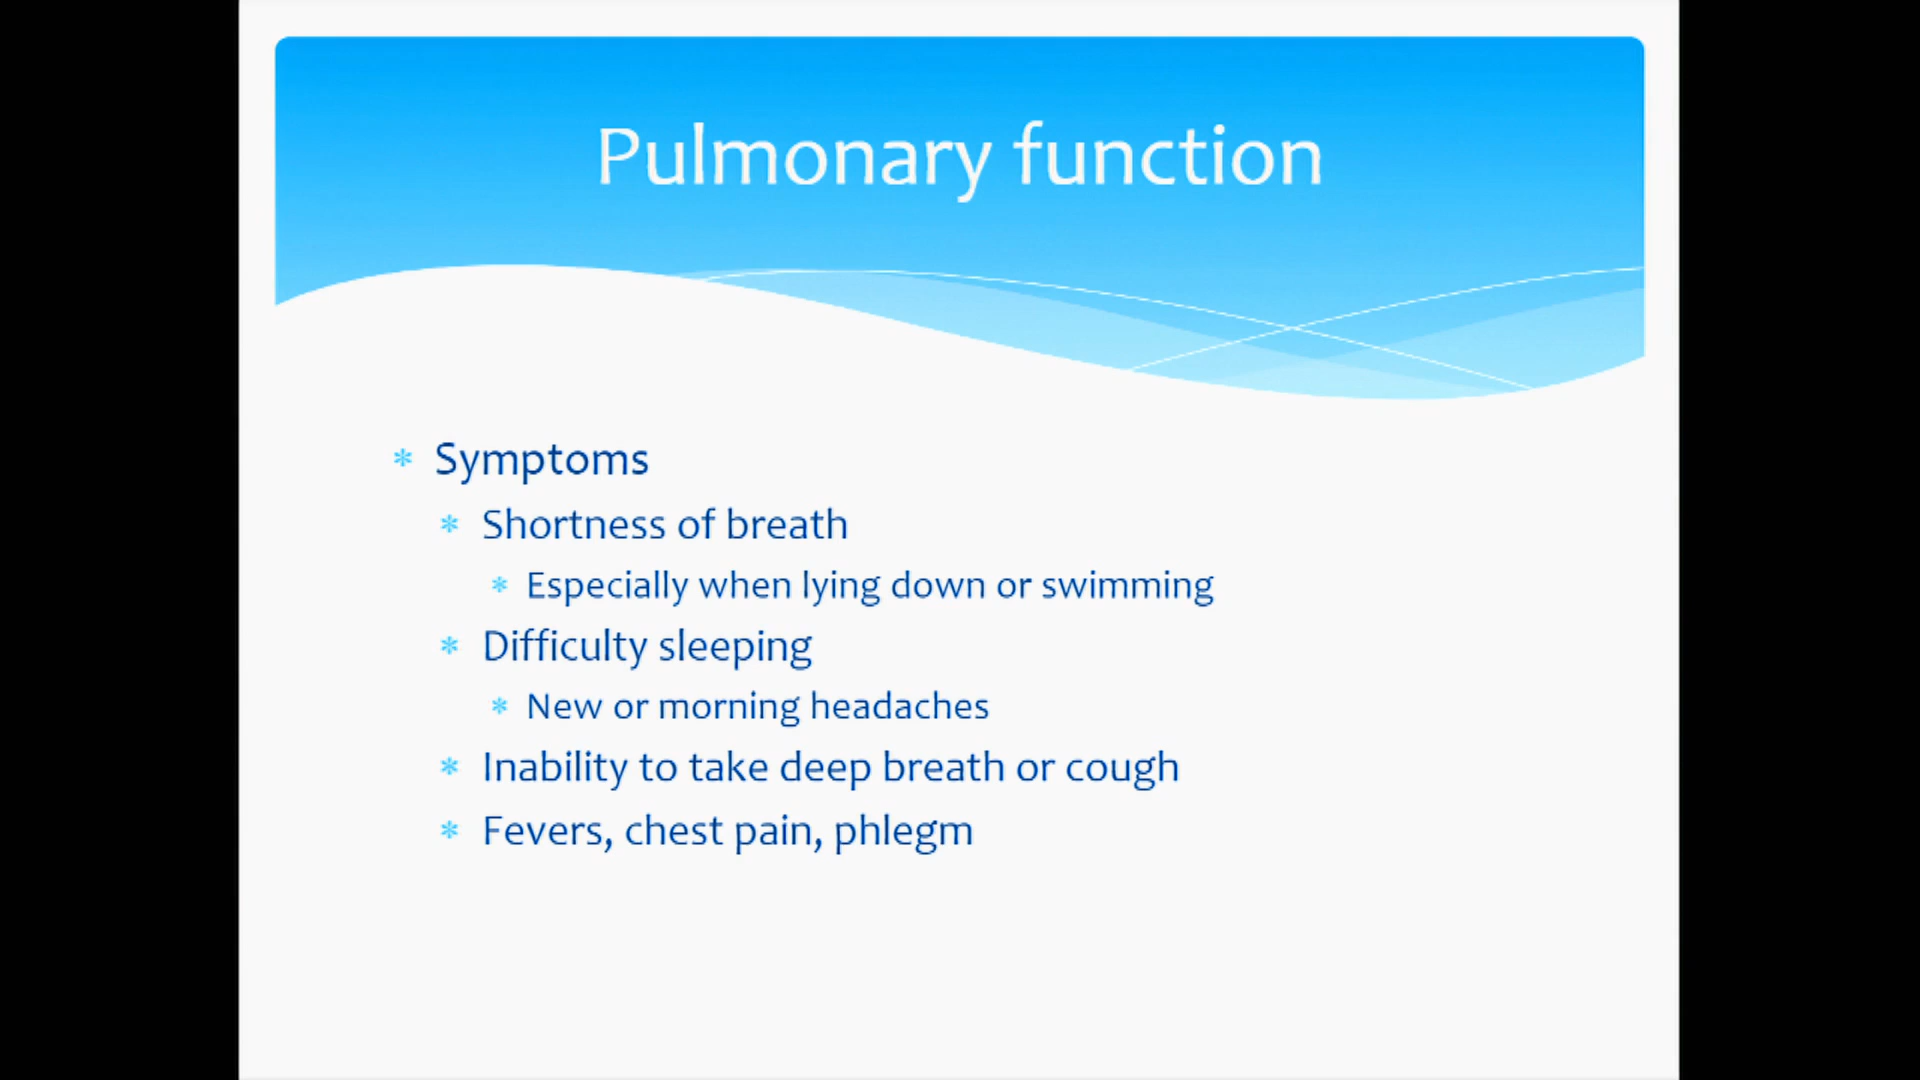 Pulmonary function
* Symptoms
* Shortness of breath
* Especially when lying down or swimming
* Difficulty sleeping
* New or morning headaches
* Inability to take deep breath or cough
* Fevers, chest pain, phlegm